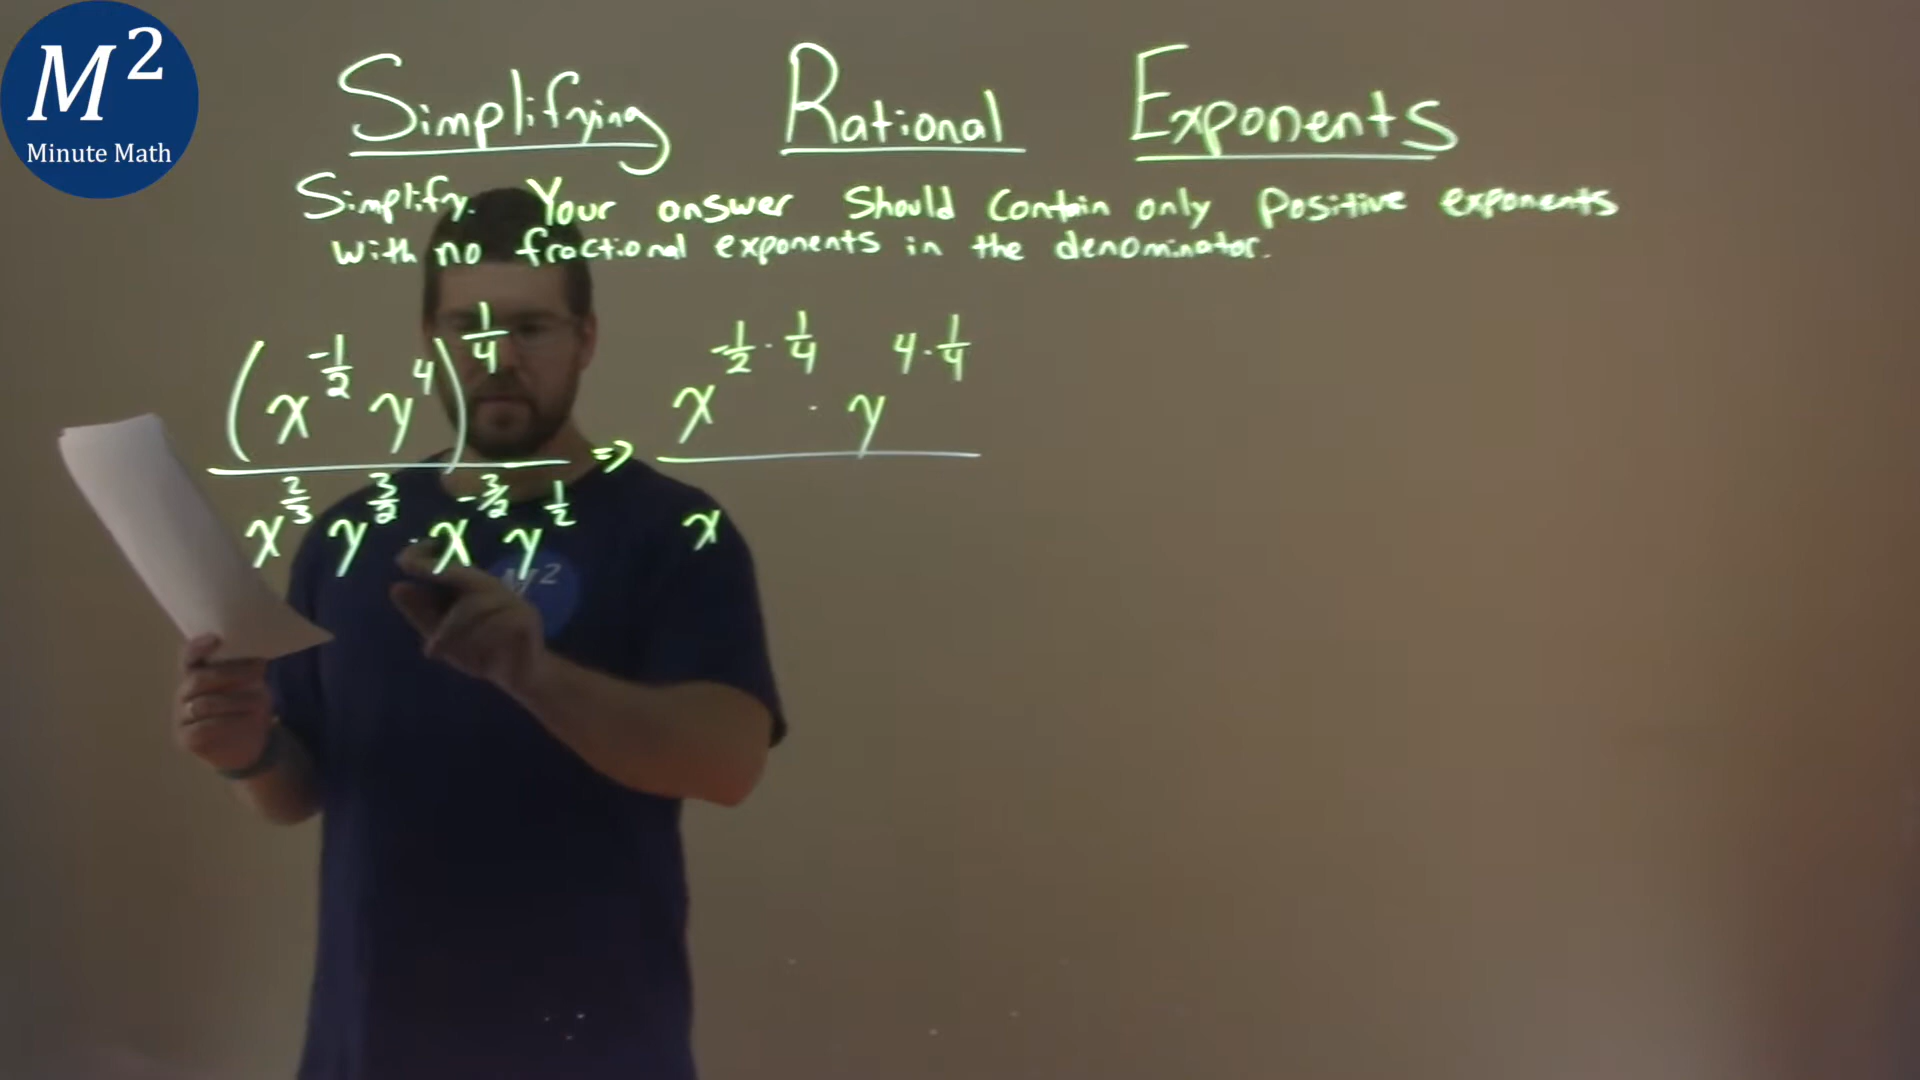 M²
Minute Math
Simplifying Rational Exponents
Simplify. Your answer should contain only positive exponents
with no fractional exponents in the denominator.
(x^{-1/2} y^4)^{1/4} => x^{-1/2 · 1/4} · y^{4 · 1/4}
x^{2/3} y^{3/2} · x^{-3/2} y^{1/2} x
M²